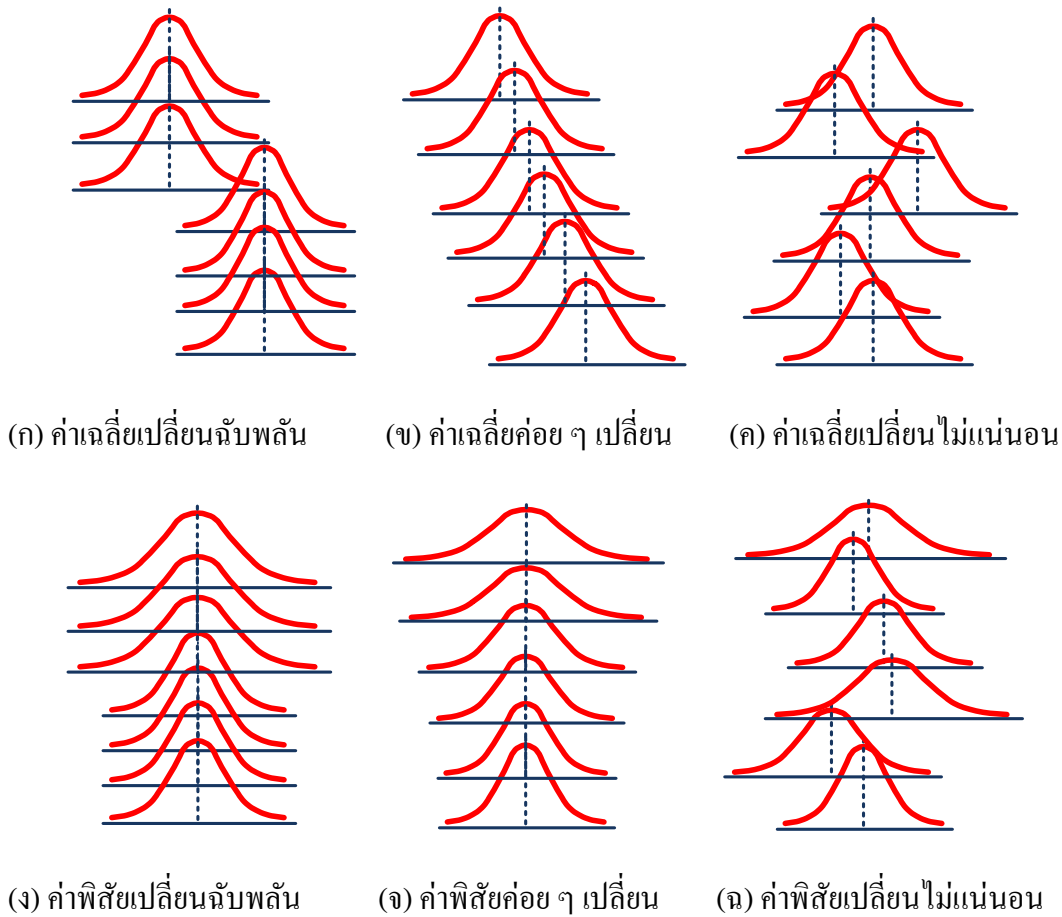 (ก) ค่าเฉลี่ยเปลี่ยนฉับพลัน
(ข) ค่าเฉลี่ยค่อย ๆ เปลี่ยน
(ค) ค่าเฉลี่ยเปลี่ยนไม่แน่นอน
(ง) ค่าพิสัยเปลี่ยนฉับพลัน
(จ) ค่าพิสัยค่อย ๆ เปลี่ยน
(ฉ) ค่าพิสัยเปลี่ยนไม่แน่นอน